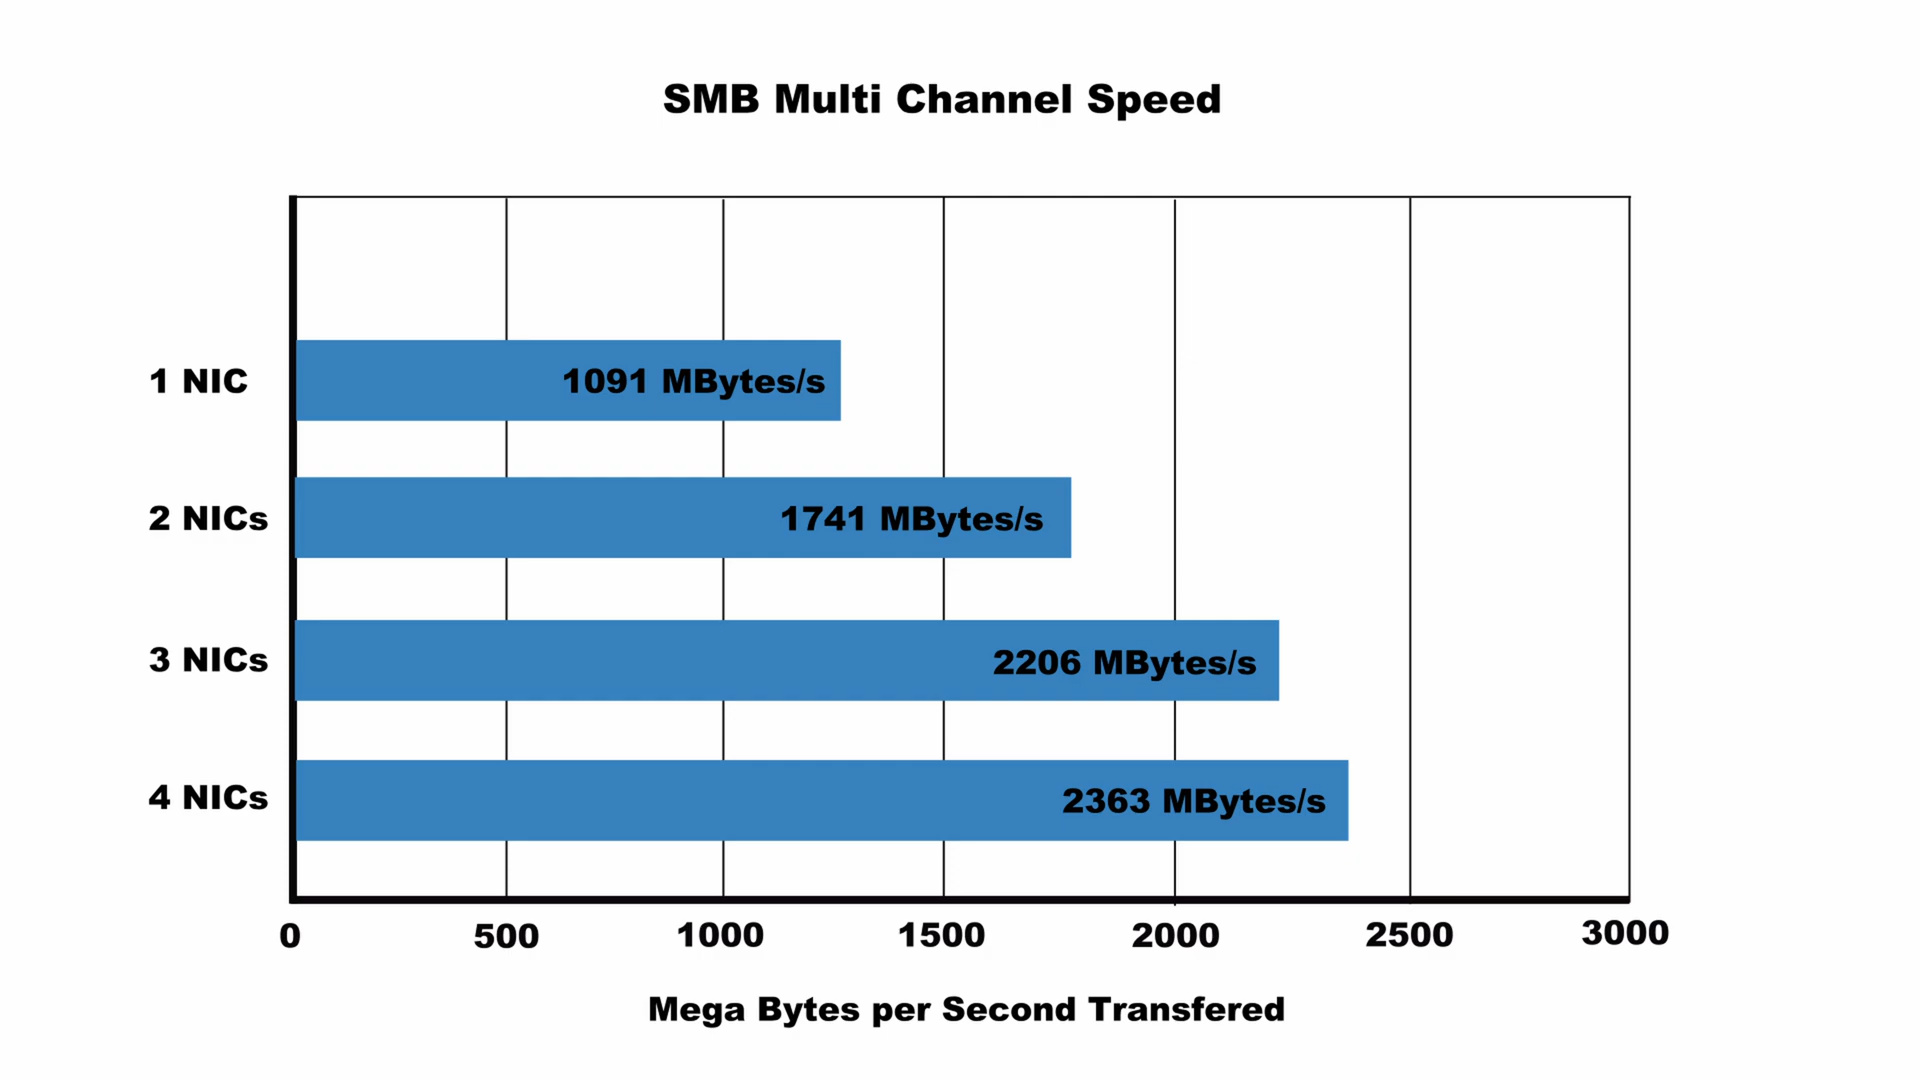 SMB Multi Channel Speed
1 NIC
1091 MBytes/s
2 NICs
1741 MBytes/s
3 NICs
2206 MBytes/s
4 NICs
2363 MBytes/s
0 500 1000 1500 2000 2500 3000
Mega Bytes per Second Transfered